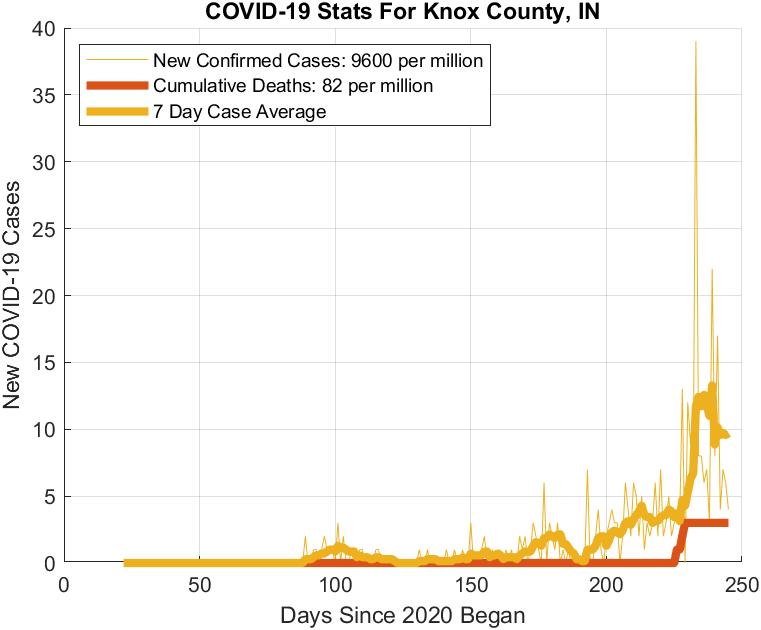 COVID-19 Stats For Knox County, IN
New Confirmed Cases: 9600 per million
Cumulative Deaths: 82 per million
7 Day Case Average
New COVID-19 Cases
40
35
30
25
20
15
10
5
0
0 50 100 150 200 250
Days Since 2020 Began